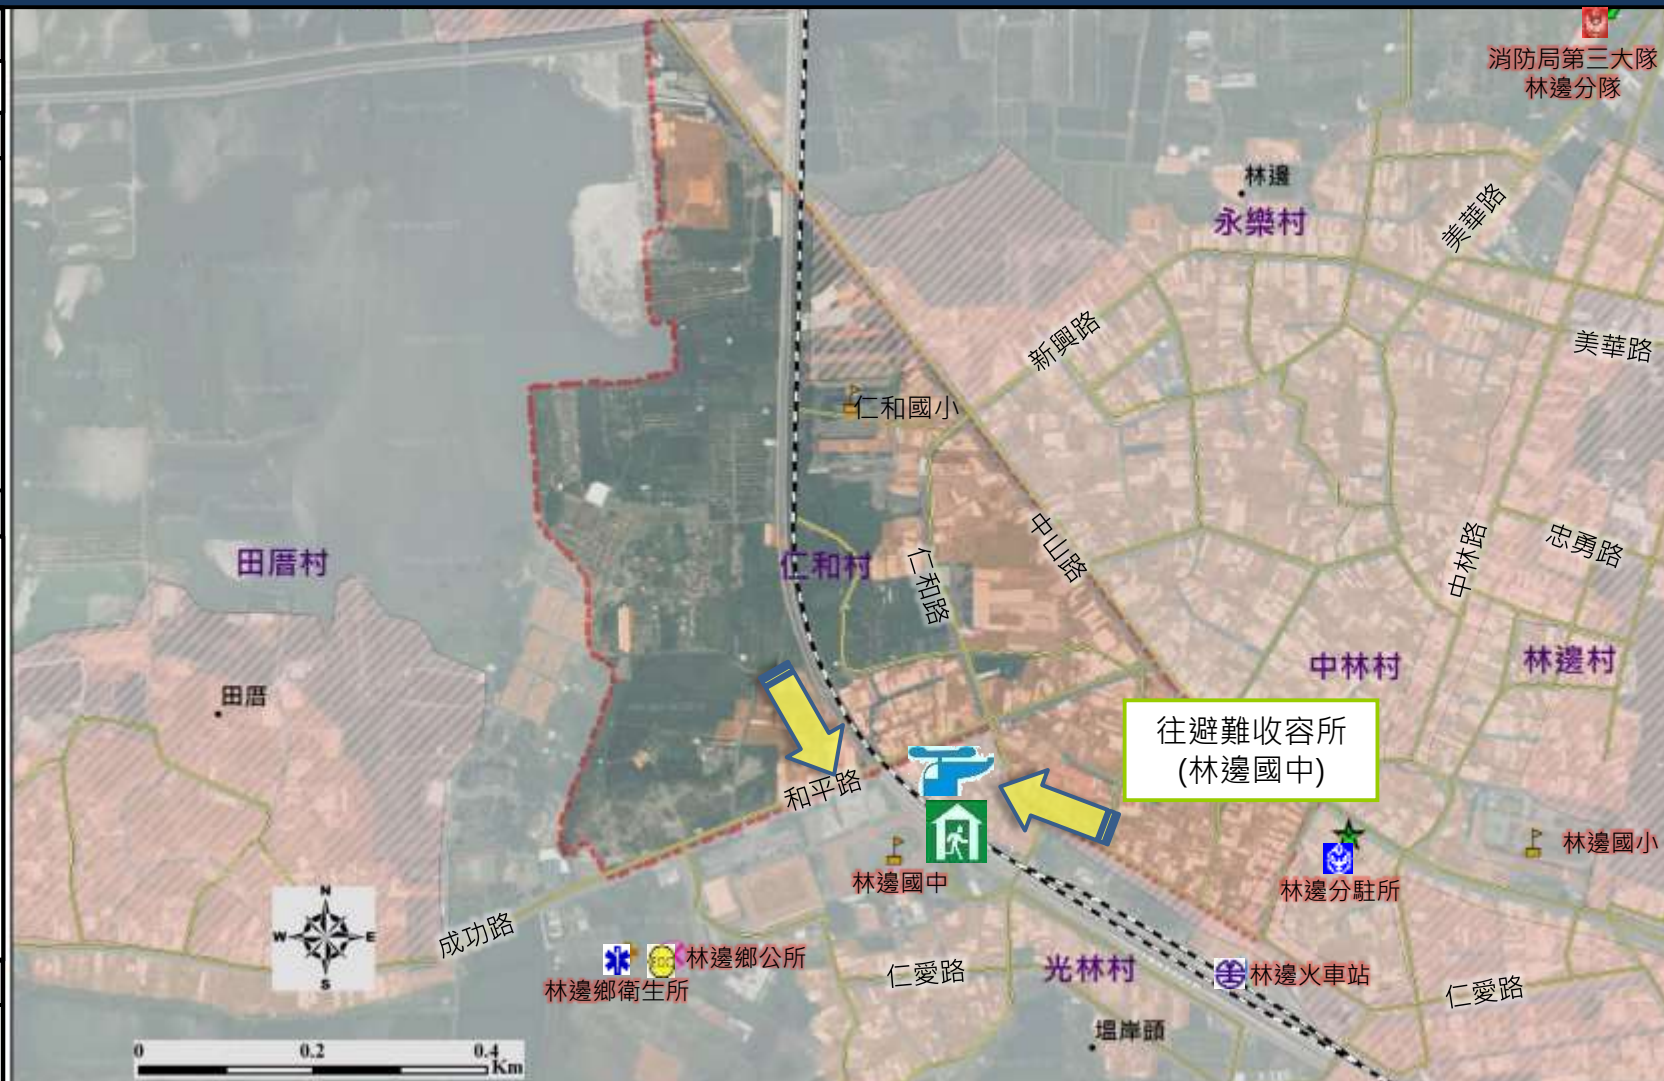 消防局第三大隊
林邊分隊
林邊
永樂村
美華路
新興路
美華路
仁和國小
中山路
中林路
忠勇路
田厝村
仁和村
仁和路
中林村
林邊村
田厝
往避難收容所
(林邊國中)
和平路
林邊國小
林邊國中
林邊分駐所
N
W
E
S
成功路
EOC
林邊鄉公所
林邊鄉衛生所
仁愛路
光林村
林邊火車站
仁愛路
塭岸頭
0
0.2
0.4
Km